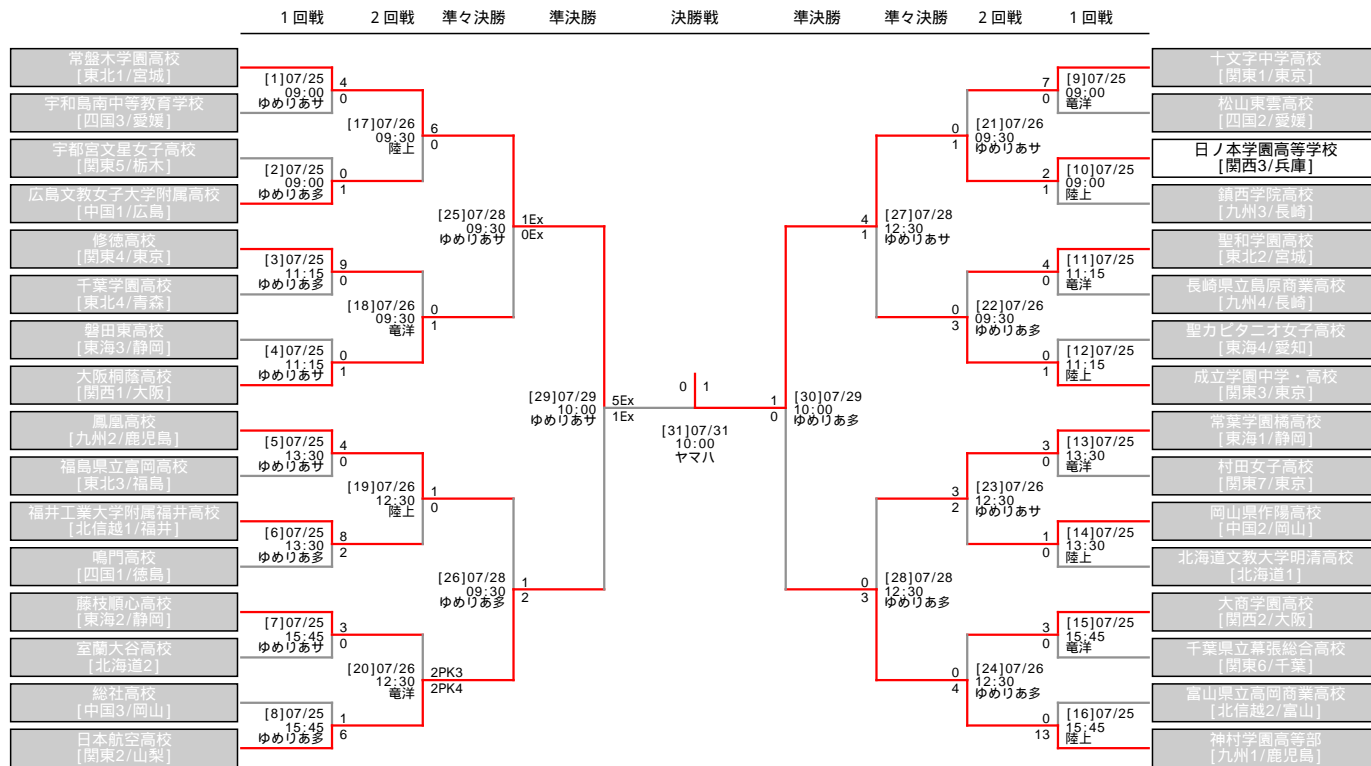 1回戦 2回戦 準々決勝 準決勝 決勝戦 準決勝 準々決勝 2回戦 1回戦
常盤木学園高校
[東北1/宮城]
宇和島南中等教育学校
[四国3/愛媛]
宇都宮文星女子高校
[関東5/栃木]
広島文教女子大学附属高校
[中国1/広島]
修徳高校
[関東4/東京]
千葉学園高校
[東北4/青森]
磐田東高校
[東海3/静岡]
大阪桐蔭高校
[関西1/大阪]
鳳凰高校
[九州2/鹿児島]
福島県立富岡高校
[東北3/福島]
福井工業大学附属福井高校
[北信越1/福井]
鳴門高校
[四国1/徳島]
藤枝順心高校
[東海2/静岡]
室蘭大谷高校
[北海道2]
総社高校
[中国3/岡山]
日本航空高校
[関東2/山梨]
[1]07/25
09:00
ゆめりあサ
4
0
[2]07/25
09:00
ゆめりあ多
0
1
[3]07/25
11:15
ゆめりあ多
9
0
[4]07/25
11:15
ゆめりあサ
0
1
[5]07/25
13:30
ゆめりあサ
4
0
[6]07/25
13:30
ゆめりあ多
8
2
[7]07/25
15:45
ゆめりあサ
3
0
[8]07/25
15:45
ゆめりあ多
1
6
[17]07/26
09:30
陸上
6
0
[18]07/26
09:30
竜洋
0
1
[19]07/26
12:30
陸上
1
0
[20]07/26
12:30
竜洋
2PK3
2PK4
[25]07/28
09:30
ゆめりあサ
1Ex
0Ex
[26]07/28
09:30
ゆめりあ多
1
2
[29]07/29
10:00
ゆめりあサ
5Ex
1Ex
0 1
[31]07/31
10:00
ヤマハ
1
0
[30]07/29
10:00
ゆめりあ多
4
1
[27]07/28
12:30
ゆめりあサ
0
3
[28]07/28
12:30
ゆめりあ多
0
1
[21]07/26
09:30
ゆめりあサ
0
3
[22]07/26
09:30
ゆめりあ多
3
2
[23]07/26
12:30
ゆめりあサ
0
4
[24]07/26
12:30
ゆめりあ多
7
0
[9]07/25
09:00
竜洋
2
1
[10]07/25
09:00
陸上
4
0
[11]07/25
11:15
竜洋
0
1
[12]07/25
11:15
陸上
3
0
[13]07/25
13:30
竜洋
1
0
[14]07/25
13:30
陸上
3
0
[15]07/25
15:45
竜洋
0
13
[16]07/25
15:45
陸上
十文字中学高校
[関東1/東京]
松山東雲高校
[四国2/愛媛]
日ノ本学園高等学校
[関西3/兵庫]
鎮西学院高校
[九州3/長崎]
聖和学園高校
[東北2/宮城]
長崎県立島原商業高校
[九州4/長崎]
聖カピタニオ女子高校
[東海4/愛知]
成立学園中学・高校
[関東3/東京]
常葉学園橘高校
[東海1/静岡]
村田女子高校
[関東7/東京]
岡山県作陽高校
[中国2/岡山]
北海道文教大学明清高校
[北海道1]
大商学園高校
[関西2/大阪]
千葉県立幕張総合高校
[関東6/千葉]
富山県立高岡商業高校
[北信越2/富山]
神村学園高等部
[九州1/鹿児島]